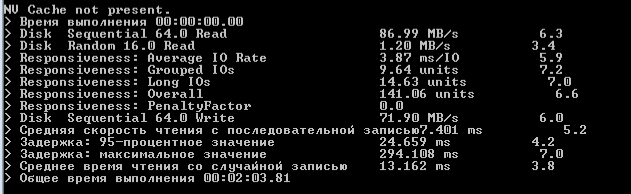 NV Cache not present.
> Время выполнения 00:00:00.00
> Disk  Sequential 64.0 Read 86.99 MB/s 6.3
> Disk  Random 16.0 Read 1.20 MB/s 3.4
> Responsiveness: Average IO Rate 3.87 ms/IO 5.9
> Responsiveness: Grouped IOs 9.64 units 7.2
> Responsiveness: Long IOs 14.63 units 7.0
> Responsiveness: Overall 141.06 units 6.6
> Responsiveness: PenaltyFactor 0.0
> Disk  Sequential 64.0 Write 71.90 MB/s 6.0
> Средняя скорость чтения с последовательной записью7.401 ms 5.2
> Задержка: 95-процентное значение 24.659 ms 4.2
> Задержка: максимальное значение 294.108 ms 7.0
> Среднее время чтения со случайной записью 13.162 ms 3.8
> Общее время выполнения 00:02:03.81